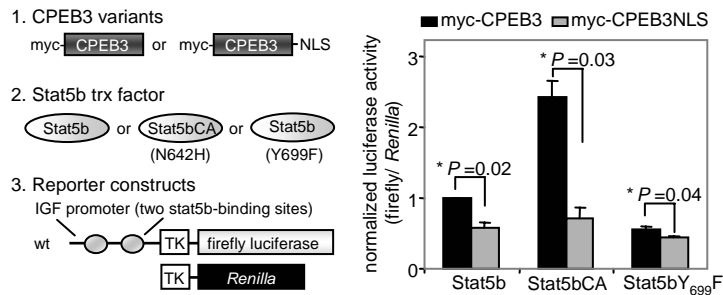 1. CPEB3 variants
myc- CPEB3 or myc- CPEB3 -NLS
2. Stat5b trx factor
Stat5b or Stat5bCA or Stat5b
(N642H) (Y699F)
3. Reporter constructs
IGF promoter (two stat5b-binding sites)
wt TK firefly luciferase
TK Renilla
myc-CPEB3 myc-CPEB3NLS
normalized luciferase activity
(firefly/ Renilla)
3
2
1
0
* P =0.02
* P =0.03
* P =0.04
Stat5b Stat5bCA Stat5bY699F